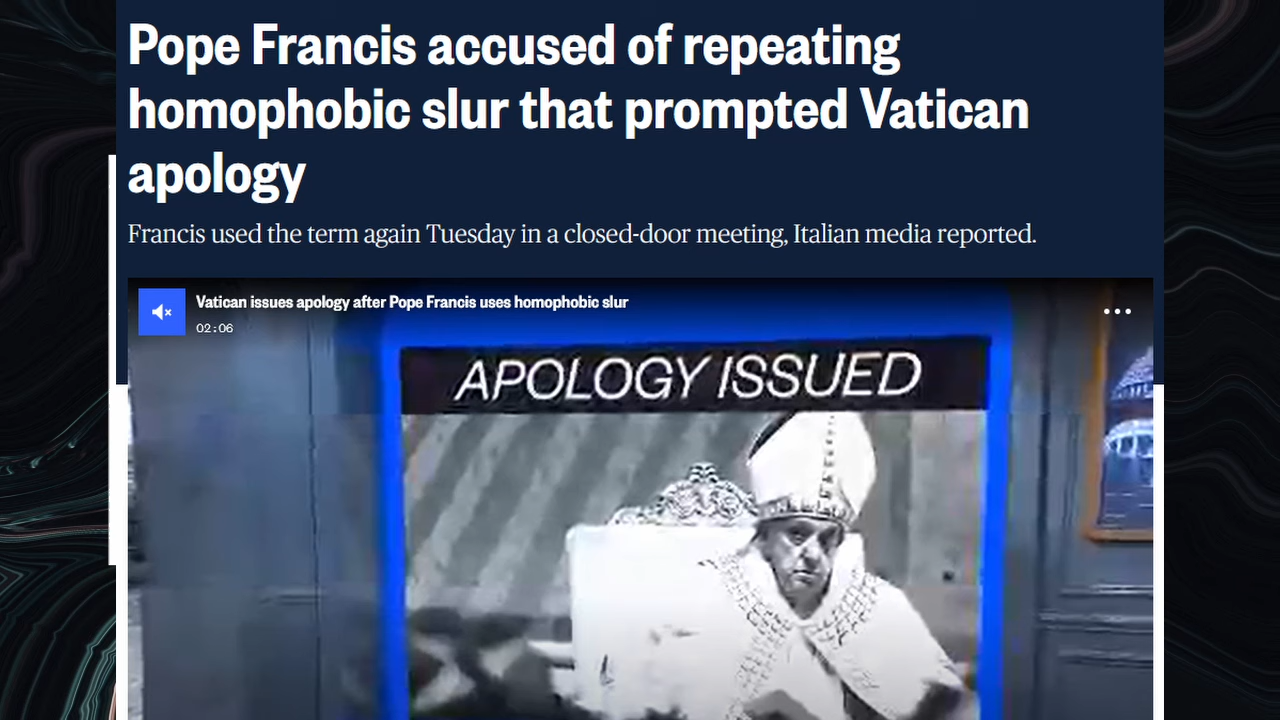 Pope Francis accused of repeating
homophobic slur that prompted Vatican
apology
Francis used the term again Tuesday in a closed-door meeting, Italian media reported.
Vatican issues apology after Pope Francis uses homophobic slur
02:06
APOLOGY ISSUED